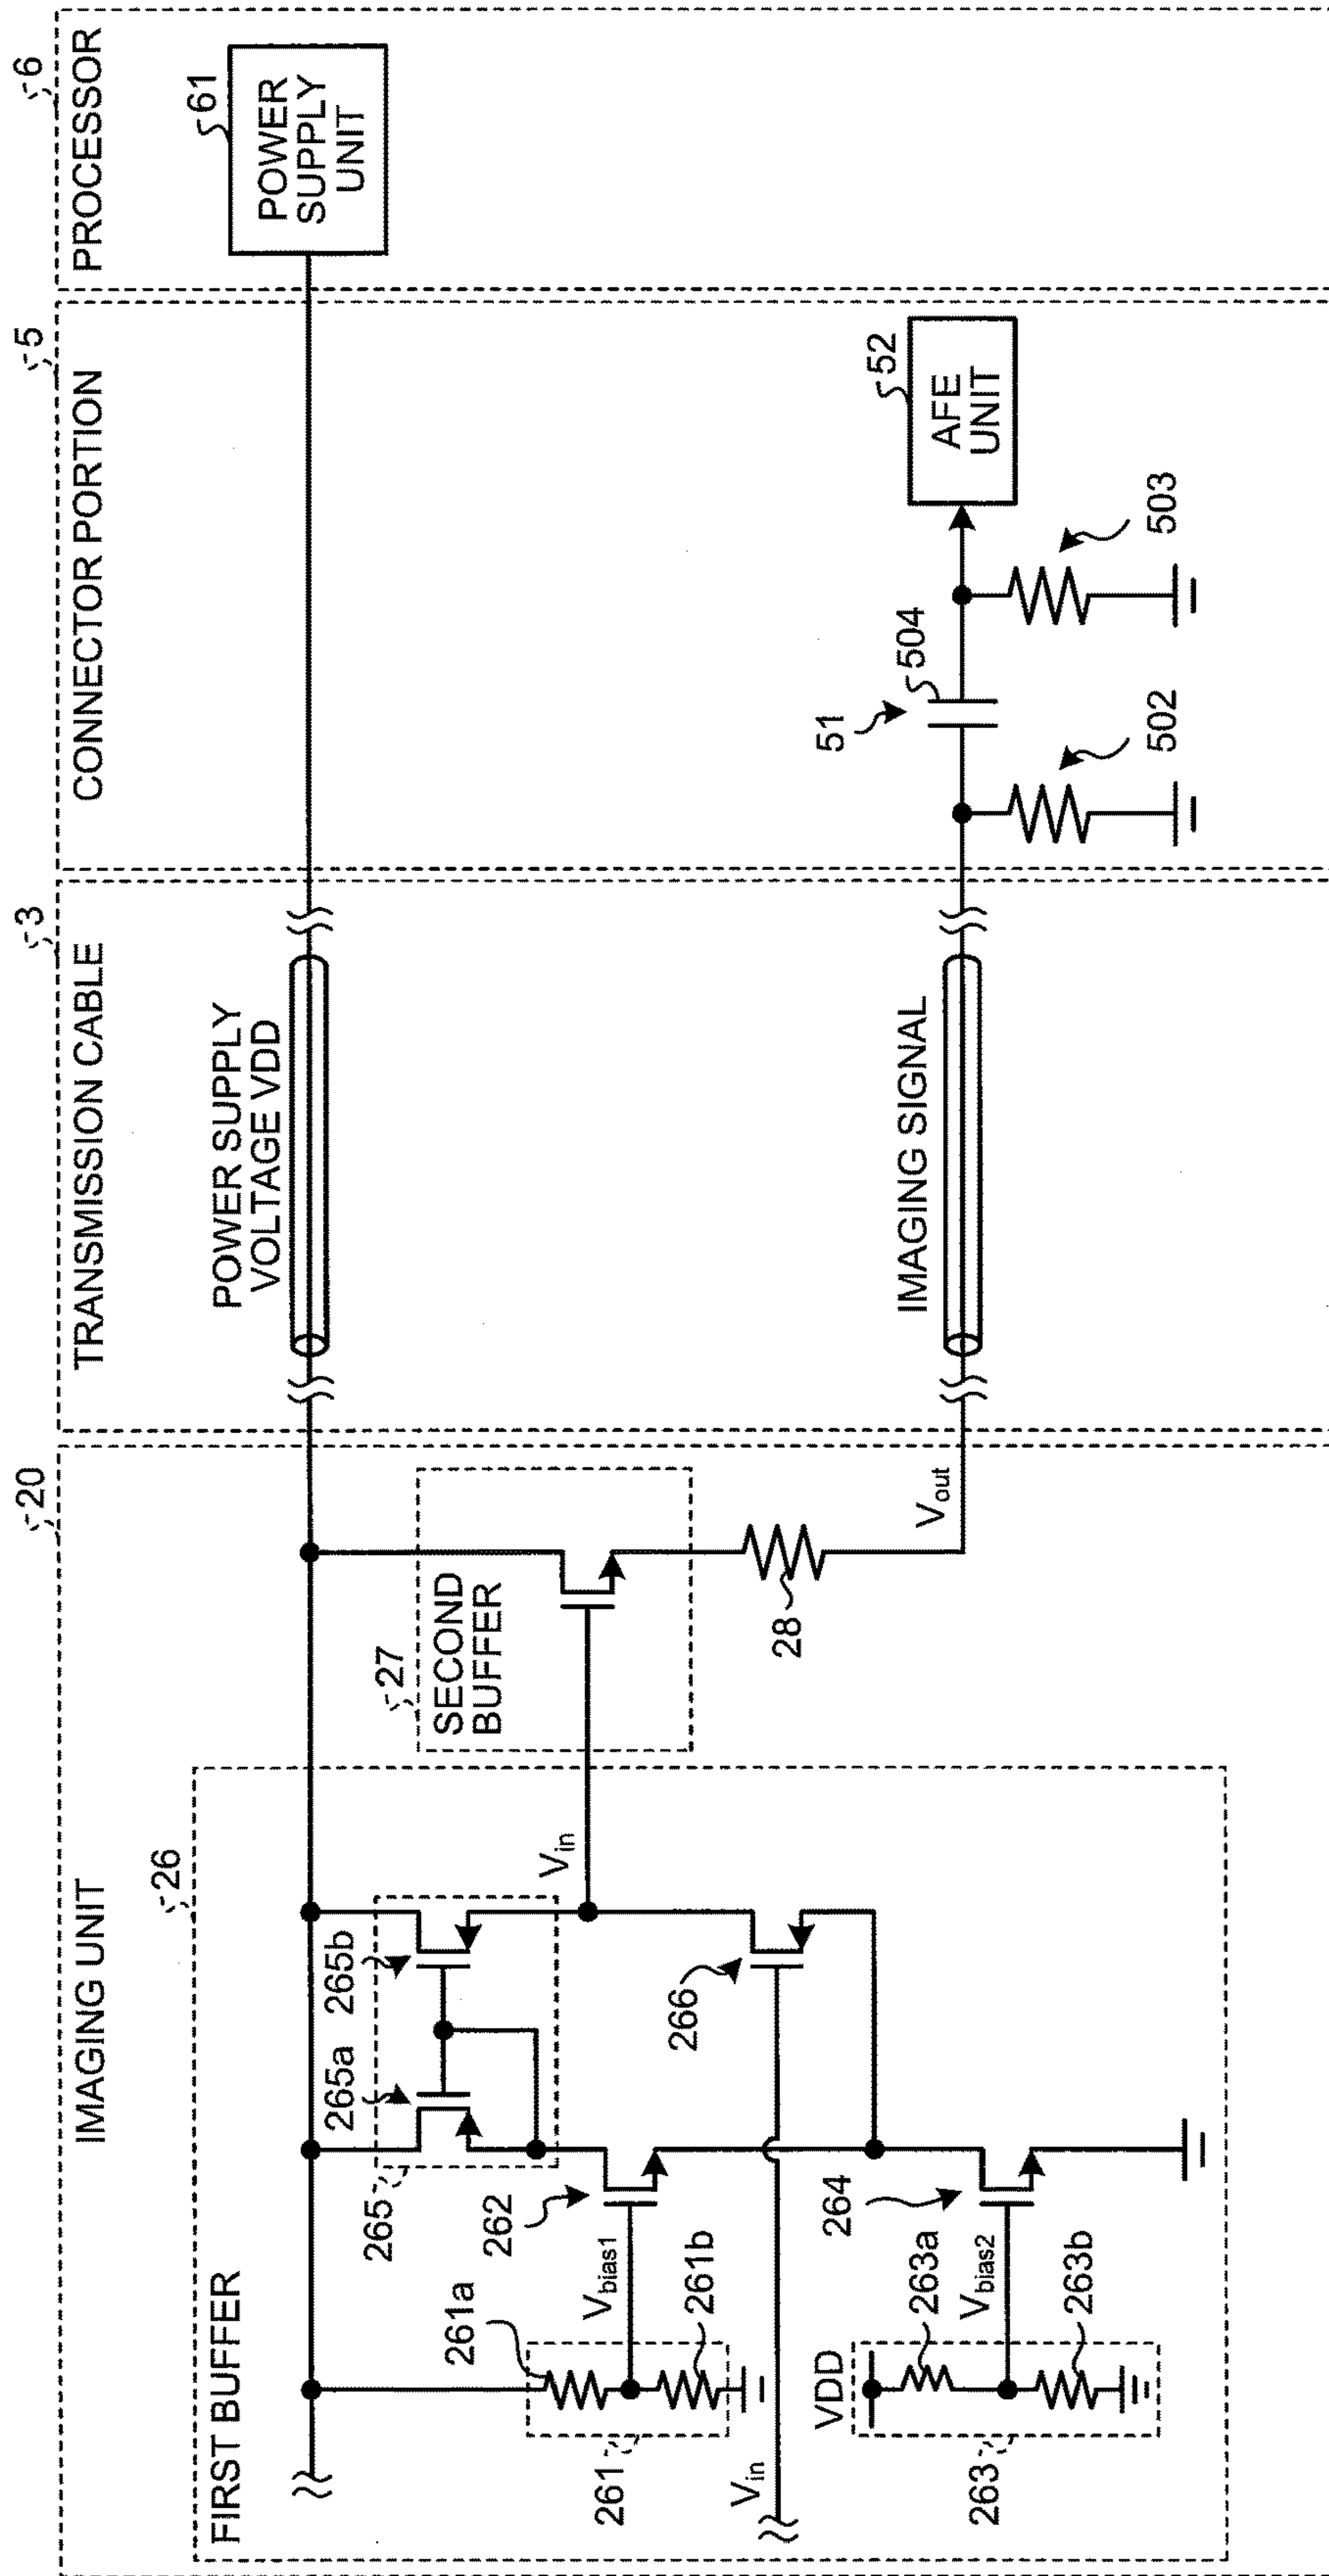 20
3
5
6
IMAGING UNIT
TRANSMISSION CABLE
CONNECTOR PORTION
PROCESSOR
26
FIRST BUFFER
POWER SUPPLY
VOLTAGE VDD
61
POWER
SUPPLY
UNIT
265
265a
265b
27
SECOND
BUFFER
261a
262
Vbias1
261b
261
Vin
Vin
266
28
Vout
IMAGING SIGNAL
51
504
52
AFE
UNIT
502
503
VDD
264
263a
Vbias2
263b
263